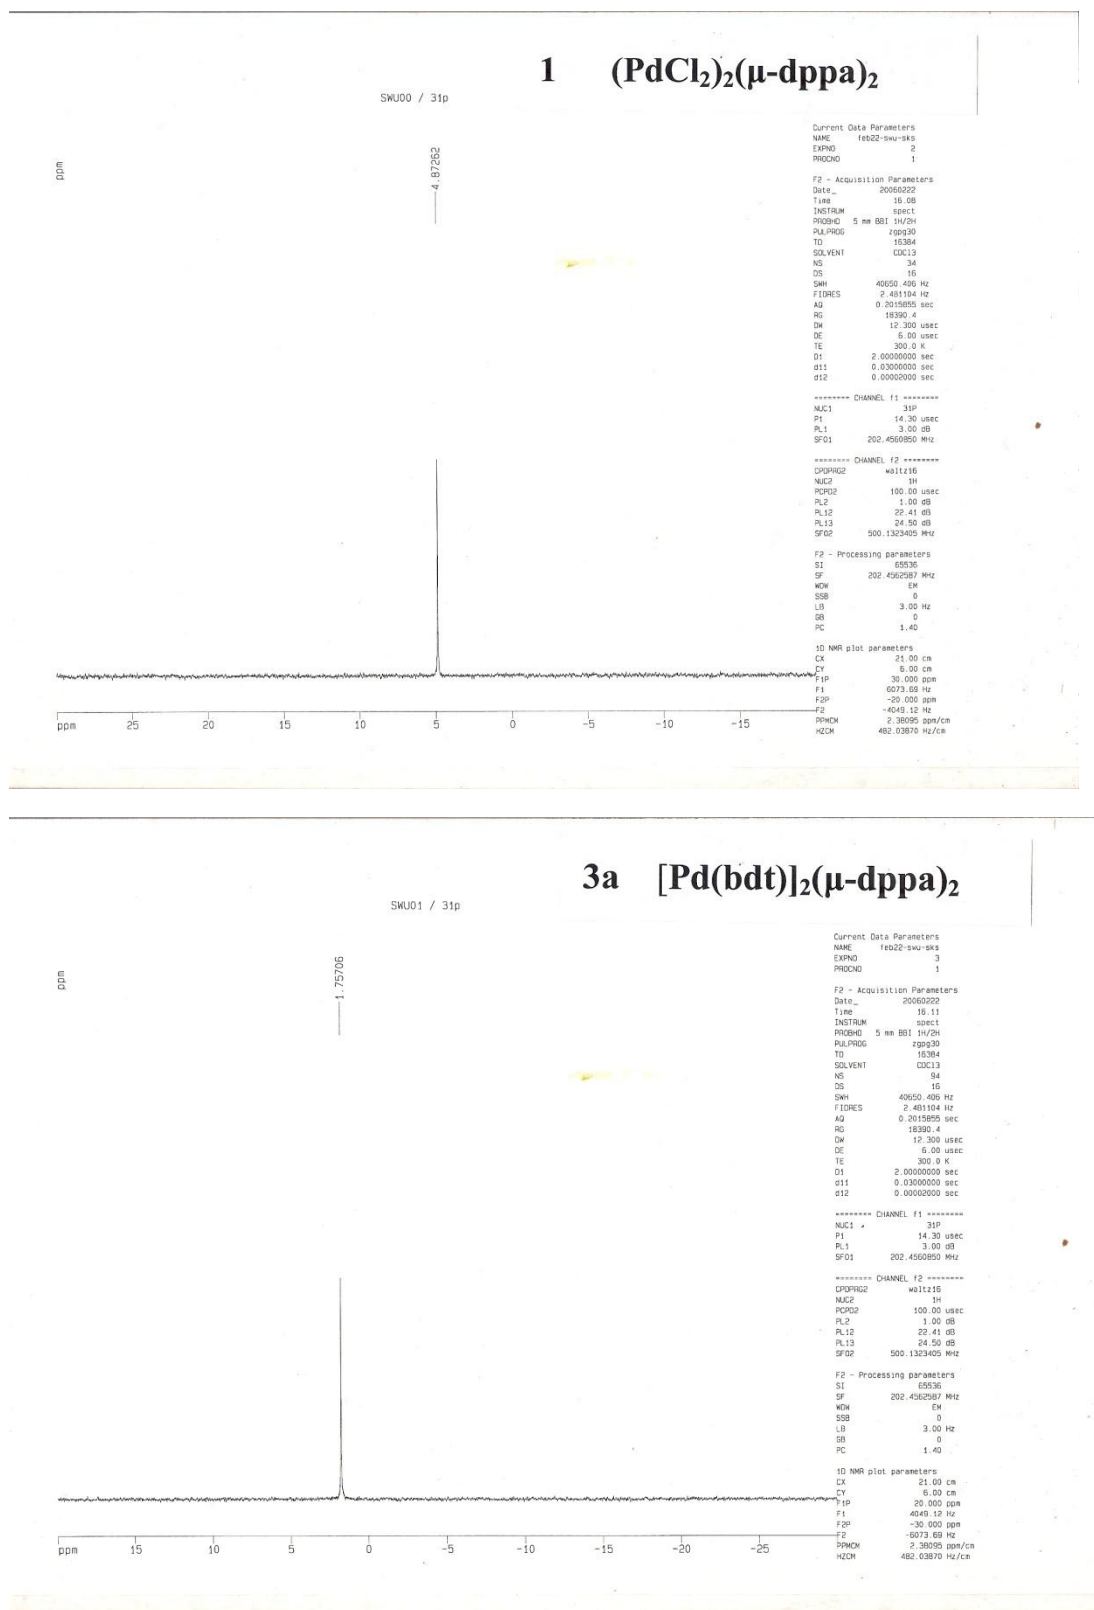 1 (PdCl₂)₂(μ-dppa)₂
SWU00 / 31p
ppm
4.87262
Current Data Parameters
NAME feb22-swu-sks
EXPNO 2
PROCNO 1
F2 - Acquisition Parameters
Date_ 20060222
Time 16.08
INSTRUM spect
PROBHD 5 mm BBI 1H/2H
PULPROG zgpg30
TD 16384
SOLVENT CDCl3
NS 34
DS 16
SWH 40650.406 Hz
FIDRES 2.481104 Hz
AQ 0.2015855 sec
RG 18390.4
DW 12.300 usec
DE 6.00 usec
TE 300.0 K
D1 2.00000000 sec
d11 0.03000000 sec
d12 0.00002000 sec
======== CHANNEL f1 ========
NUC1 31P
P1 14.30 usec
PL1 3.00 dB
SFO1 202.4560850 MHz
======== CHANNEL f2 ========
CPDPRG2 waltz16
NUC2 1H
PCPD2 100.00 usec
PL2 1.00 dB
PL12 22.41 dB
PL13 24.50 dB
SFO2 500.1323405 MHz
F2 - Processing parameters
SI 65536
SF 202.4562587 MHz
WDW EM
SSB 0
LB 3.00 Hz
GB 0
PC 1.40
1D NMR plot parameters
CX 21.00 cm
CY 6.00 cm
F1P 30.000 ppm
F1 6073.69 Hz
F2P -20.000 ppm
F2 -4049.12 Hz
PPMCM 2.38095 ppm/cm
HZCM 482.03870 Hz/cm
ppm 25 20 15 10 5 0 -5 -10 -15
3a [Pd(bdt)]₂(μ-dppa)₂
SWU01 / 31p
ppm
1.75706
Current Data Parameters
NAME feb22-swu-sks
EXPNO 3
PROCNO 1
F2 - Acquisition Parameters
Date_ 20060222
Time 16.11
INSTRUM spect
PROBHD 5 mm BBI 1H/2H
PULPROG zgpg30
TD 16384
SOLVENT CDCl3
NS 94
DS 16
SWH 40650.406 Hz
FIDRES 2.481104 Hz
AQ 0.2015855 sec
RG 18390.4
DW 12.300 usec
DE 6.00 usec
TE 300.0 K
D1 2.00000000 sec
d11 0.03000000 sec
d12 0.00002000 sec
======== CHANNEL f1 ========
NUC1 31P
P1 14.30 usec
PL1 3.00 dB
SFO1 202.4560850 MHz
======== CHANNEL f2 ========
CPDPRG2 waltz16
NUC2 1H
PCPD2 100.00 usec
PL2 1.00 dB
PL12 22.41 dB
PL13 24.50 dB
SFO2 500.1323405 MHz
F2 - Processing parameters
SI 65536
SF 202.4562587 MHz
WDW EM
SSB 0
LB 3.00 Hz
GB 0
PC 1.40
1D NMR plot parameters
CX 21.00 cm
CY 6.00 cm
F1P 20.000 ppm
F1 4049.12 Hz
F2P -30.000 ppm
F2 -6073.69 Hz
PPMCM 2.38095 ppm/cm
HZCM 482.03870 Hz/cm
ppm 15 10 5 0 -5 -10 -15 -20 -25